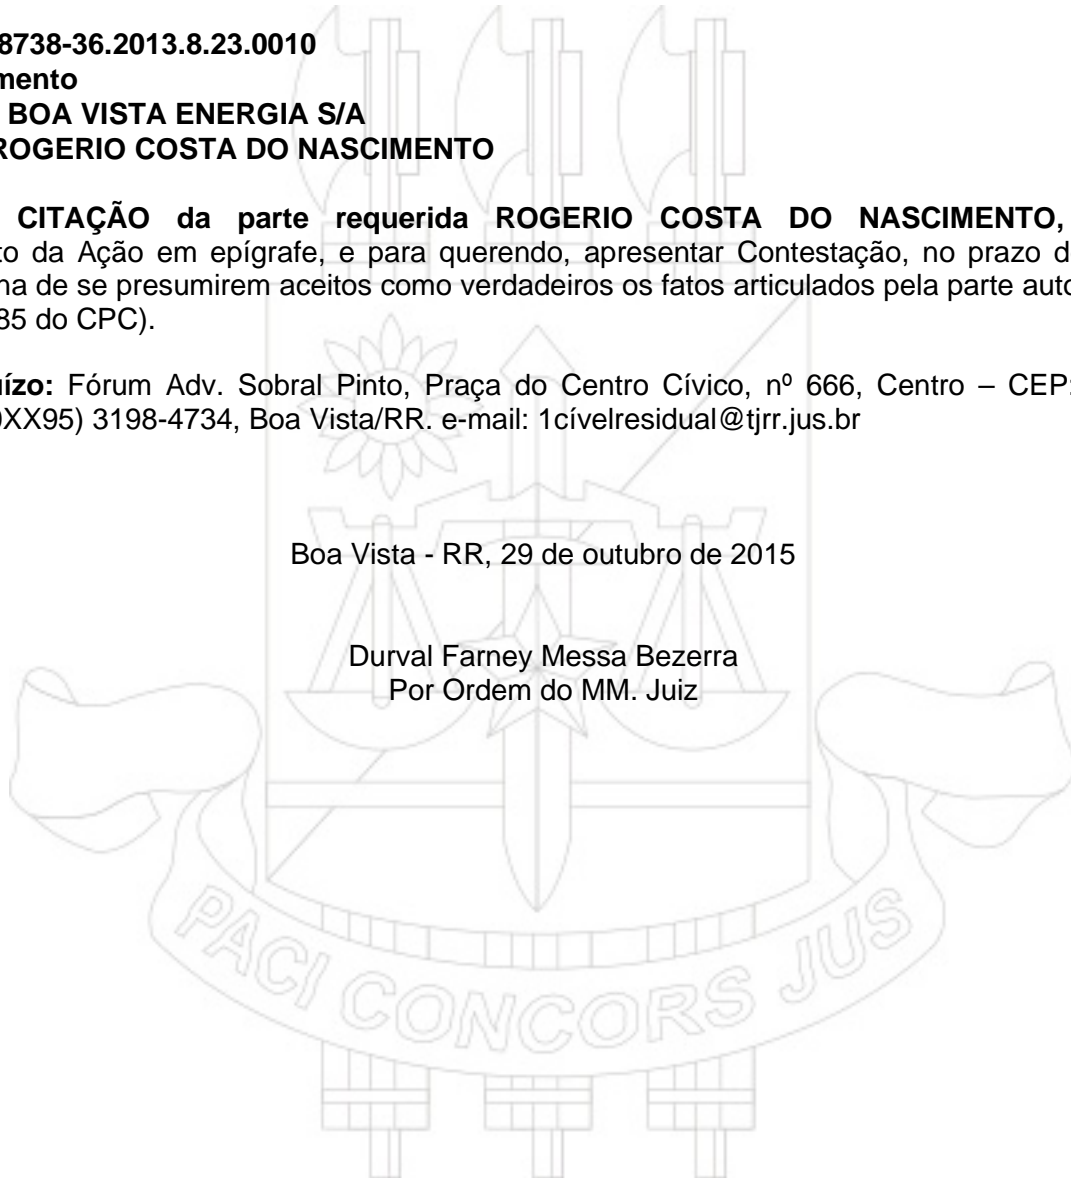 8738-36.2013.8.23.0010
mento
BOA VISTA ENERGIA S/A
ROGERIO COSTA DO NASCIMENTO
CITAÇÃO da parte requerida ROGERIO COSTA DO NASCIMENTO,
to da Ação em epígrafe, e para querendo, apresentar Contestação, no prazo d
na de se presumirem aceitos como verdadeiros os fatos articulados pela parte auto
85 do CPC).
uízo: Fórum Adv. Sobral Pinto, Praça do Centro Cívico, nº 666, Centro – CEP:
0XX95) 3198-4734, Boa Vista/RR. e-mail: 1cívelresidual@tjrr.jus.br
Boa Vista - RR, 29 de outubro de 2015
Durval Farney Messa Bezerra
Por Ordem do MM. Juiz
PACI CONCORS JUS